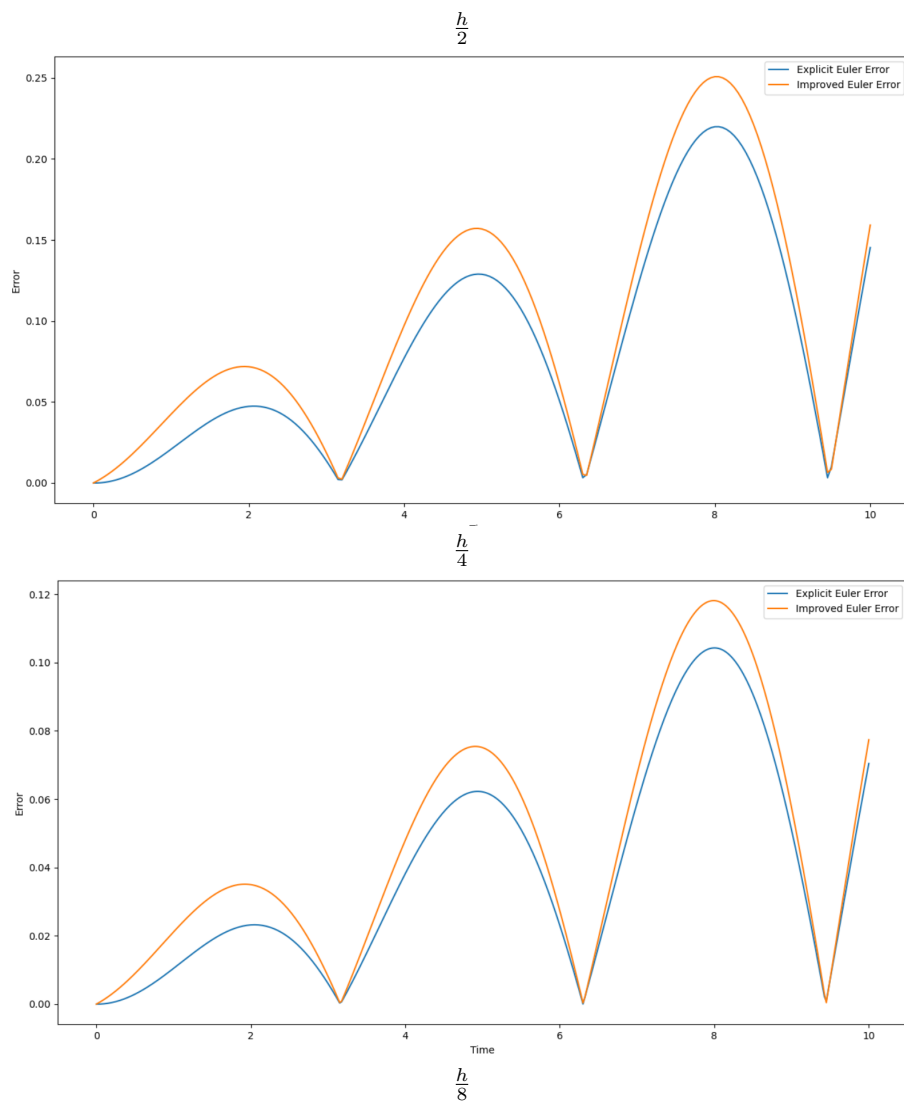 h/2
0.25
0.20
0.15
0.10
0.05
0.00
Error
Explicit Euler Error
Improved Euler Error
0 2 4 6 8 10
h/4
0.12
0.10
0.08
0.06
0.04
0.02
0.00
Error
Explicit Euler Error
Improved Euler Error
0 2 4 6 8 10
Time
h/8